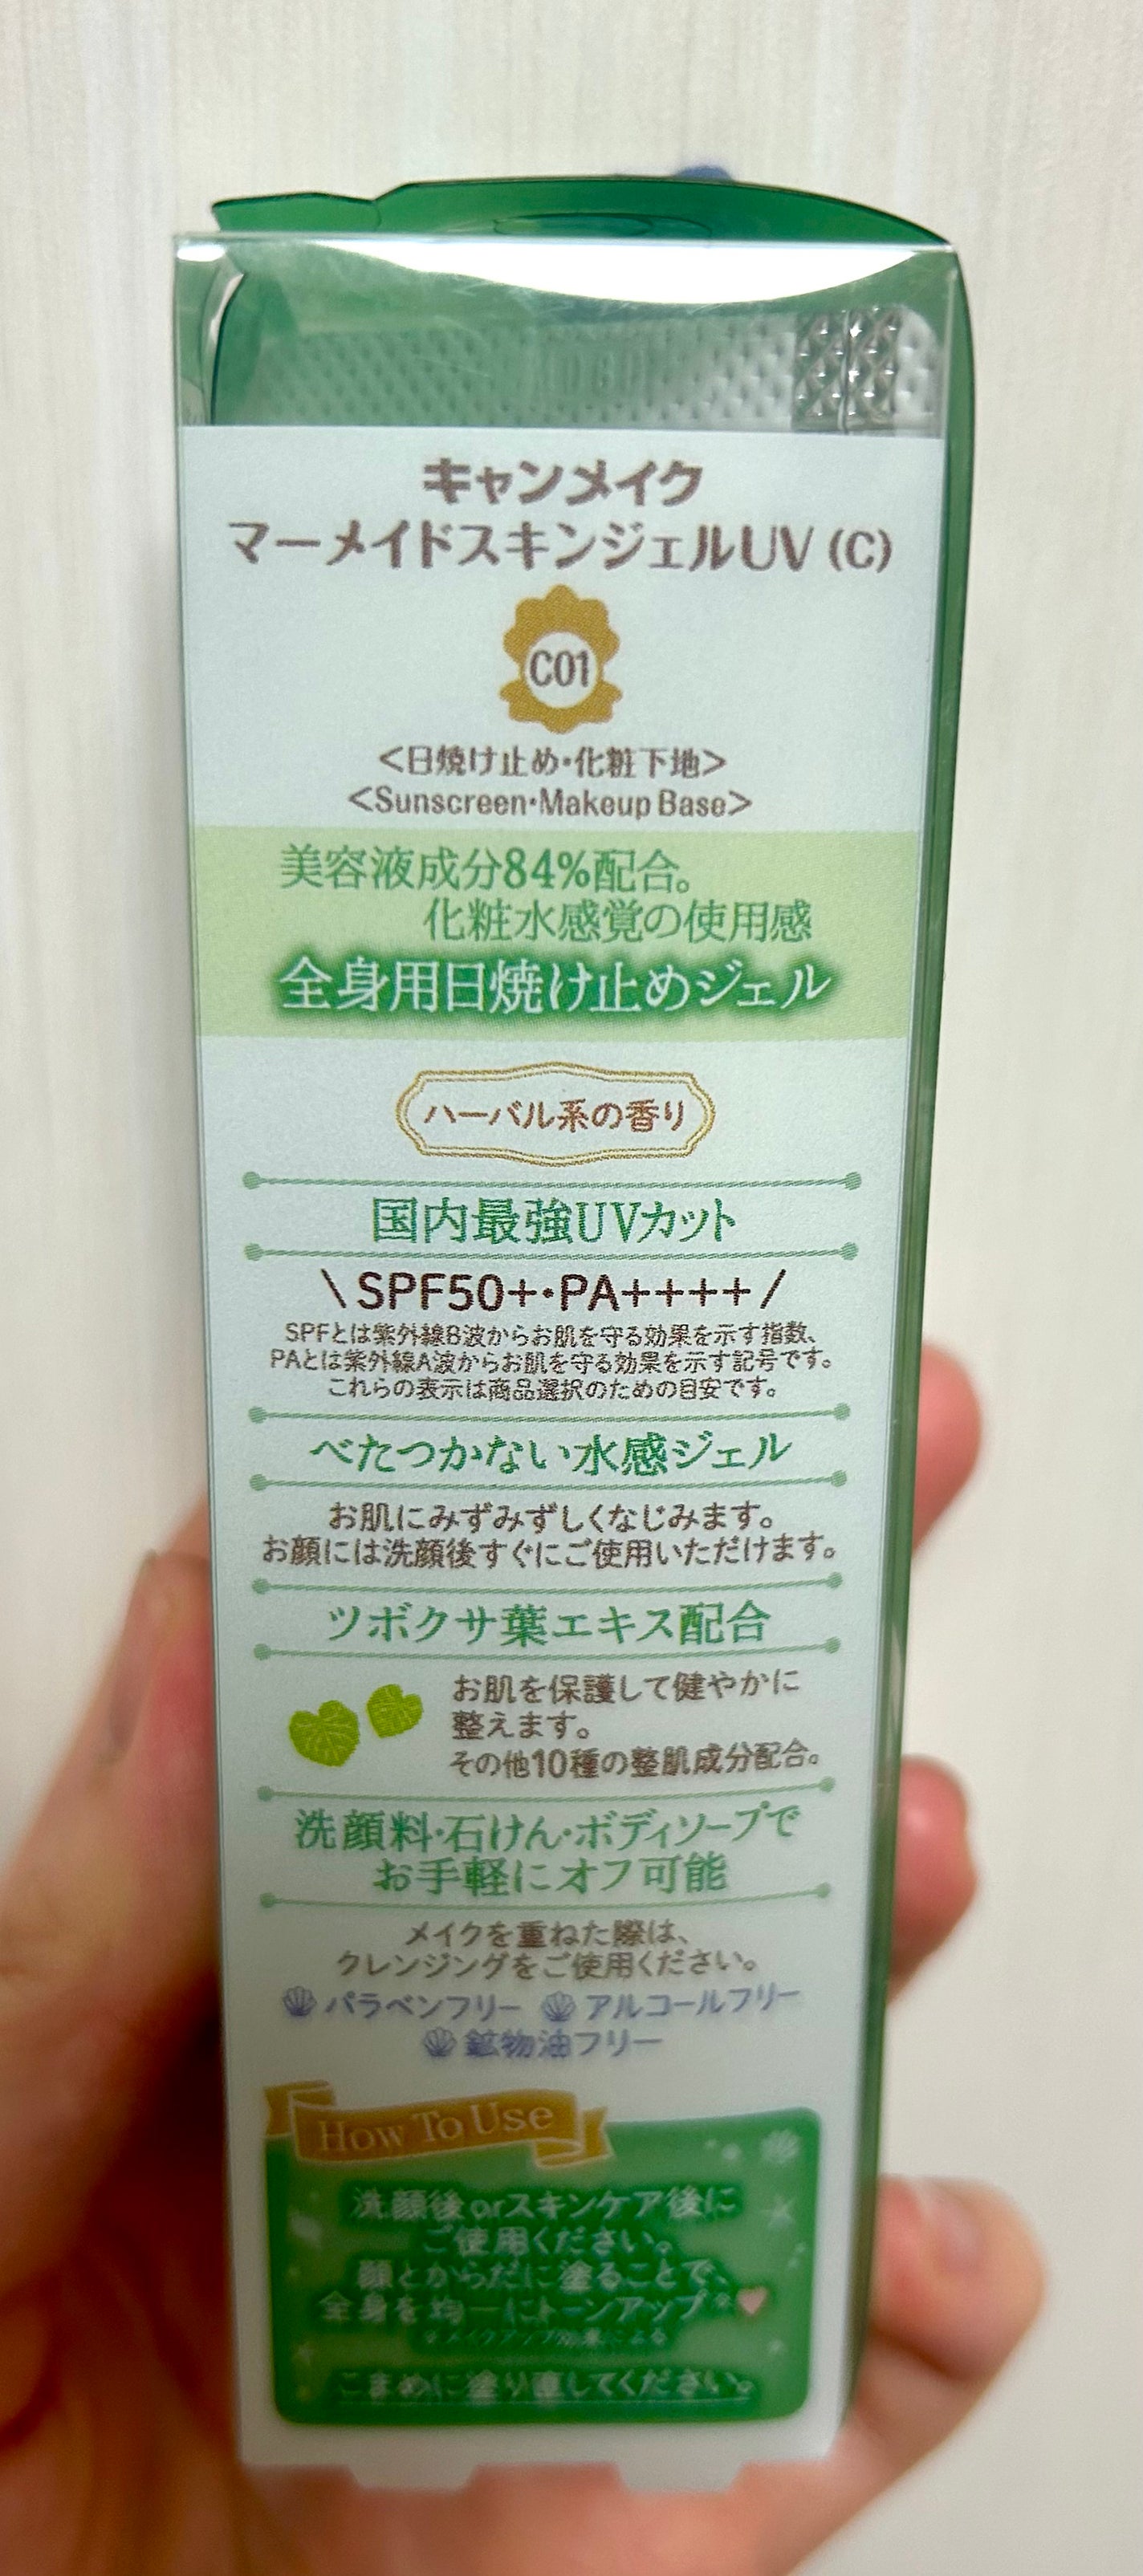 キャンメイク
マーメイドスキンジェルUV (C)
C01
<日焼け止め・化粧下地>
<Sunscreen・Makeup Base>
美容液成分84%配合。
化粧水感覚の使用感
全身用日焼け止めジェル
ハーバル系の香り
国内最強UVカット
\ SPF50+・PA++++ /
SPFとは紫外線B波からお肌を守る効果を示す指数、
PAとは紫外線A波からお肌を守る効果を示す記号です。
これらの表示は商品選択のための目安です。
べたつかない水感ジェル
お肌にみずみずしくなじみます。
お顔には洗顔後すぐにご使用いただけます。
ツボクサ葉エキス配合
お肌を保護して健やかに
整えます。
その他10種の整肌成分配合。
洗顔料・石けん・ボディソープで
お手軽にオフ可能
メイクを重ねた際は、
クレンジングをご使用ください。
パラベンフリー アルコールフリー
鉱物油フリー
How To Use
洗顔後orスキンケア後に
ご使用ください。
顔とからだに塗ることで、
全身を均一にトーンアップ※
※メイクアップ効果による
こまめに塗り直してください。